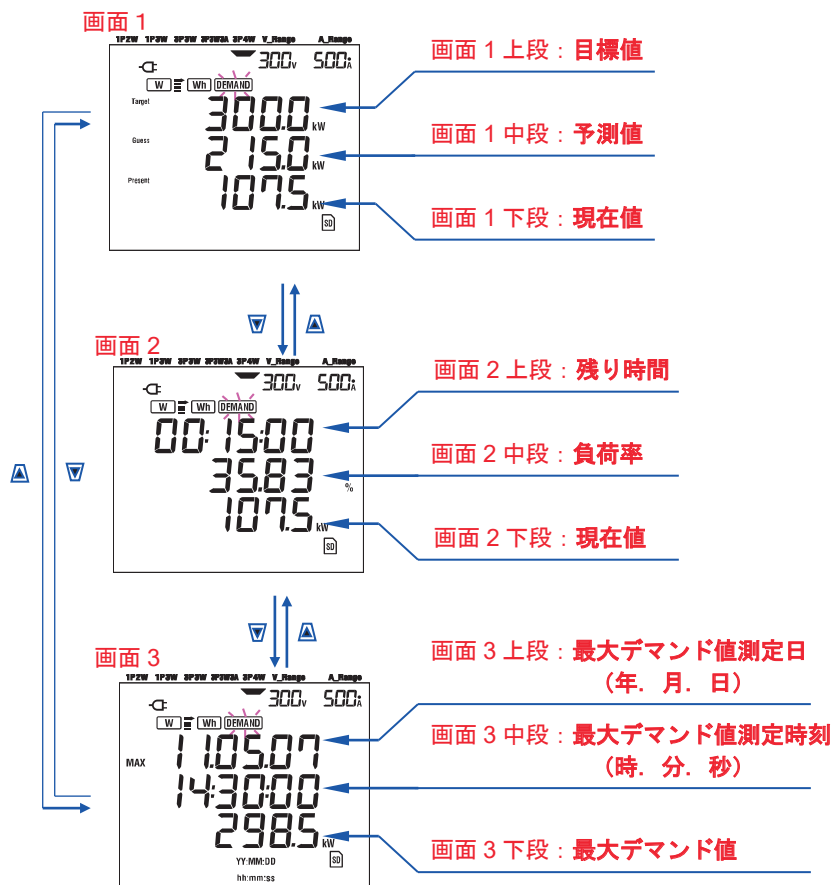 画面 1
1P2W 1P3W 3P3W 3P3W3A 3P4W V_Range A_Range
300V 500A
W Wh DEMAND
Target
300.0 kW
Guess
215.0 kW
Present
107.5 kW
SD
画面 1 上段：目標値
画面 1 中段：予測値
画面 1 下段：現在値
画面 2
1P2W 1P3W 3P3W 3P3W3A 3P4W V_Range A_Range
300V 500A
W Wh DEMAND
00:15:00
35.83 %
107.5 kW
SD
画面 2 上段：残り時間
画面 2 中段：負荷率
画面 2 下段：現在値
画面 3
1P2W 1P3W 3P3W 3P3W3A 3P4W V_Range A_Range
300V 500A
W Wh DEMAND
MAX
11.05.07
14:30:00
298.5 kW
YY:MM:DD
SD
hh:mm:ss
画面 3 上段：最大デマンド値測定日
（年．月．日）
画面 3 中段：最大デマンド値測定時刻
（時．分．秒）
画面 3 下段：最大デマンド値